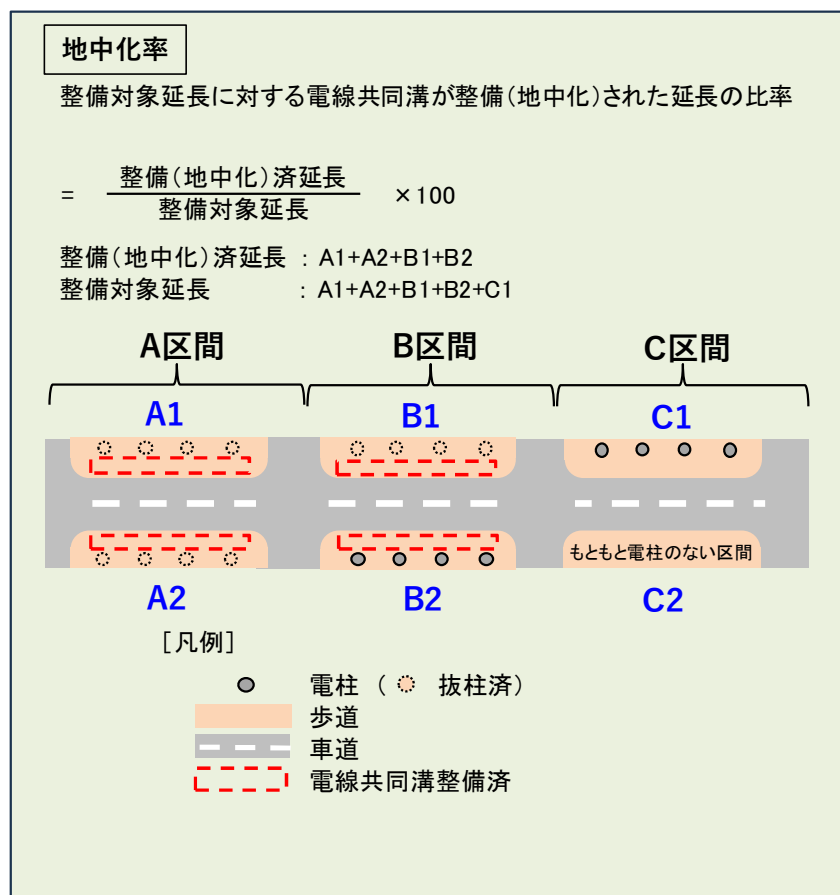 地中化率
整備対象延長に対する電線共同溝が整備(地中化)された延長の比率
= 整備(地中化)済延長 ×100
整備対象延長
整備(地中化)済延長 : A1+A2+B1+B2
整備対象延長 : A1+A2+B1+B2+C1
A区間 B区間 C区間
A1 B1 C1
もともと電柱のない区間
A2 B2 C2
[凡例]
電柱 ( 抜柱済)
歩道
車道
電線共同溝整備済